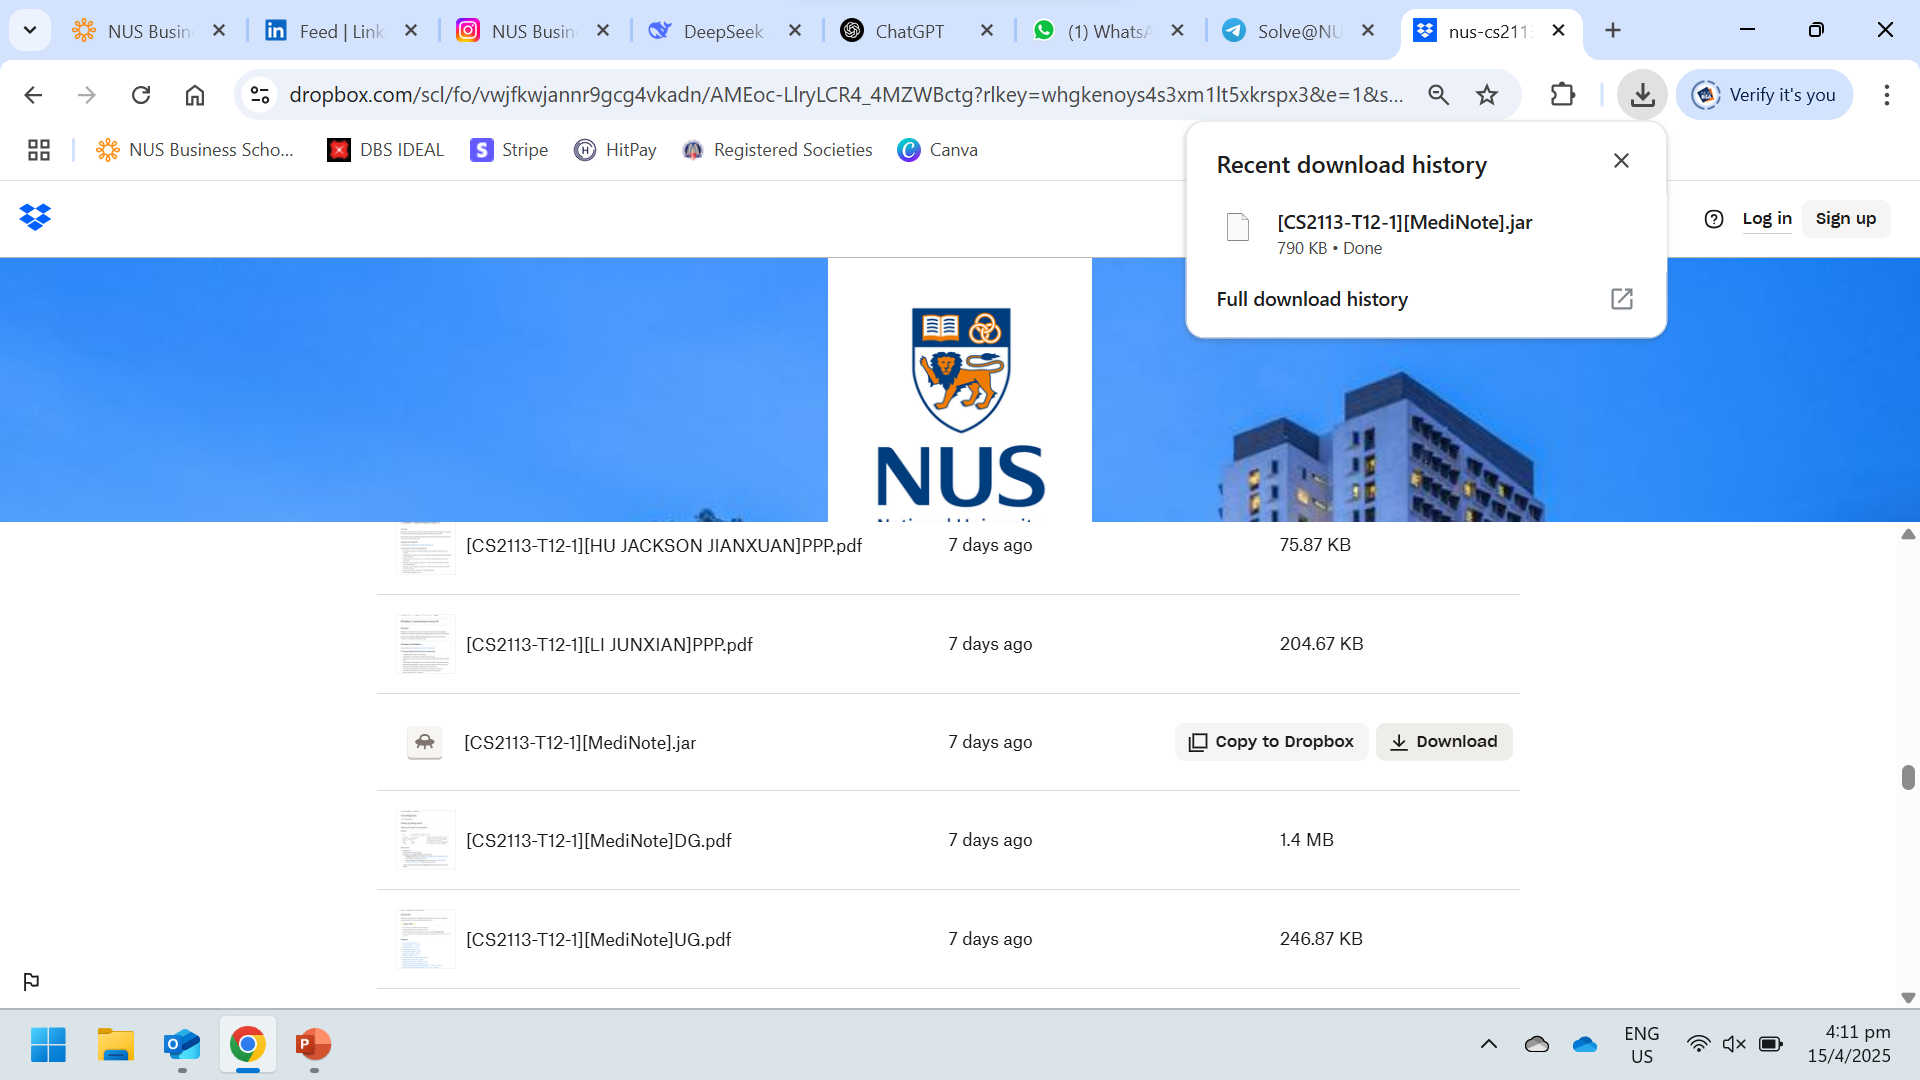 NUS Busin
Feed | Link
NUS Busin
DeepSeek
ChatGPT
(1) WhatsA
Solve@NU
nus-cs2113
dropbox.com/scl/fo/vwjfkwjannr9gcg4vkadn/AMEoc-LlryLCR4_4MZWBctg?rlkey=whgkenoys4s3xm1lt5xkrspx3&e=1&s...
Verify it's you
NUS Business Scho...
DBS IDEAL
Stripe
HitPay
Registered Societies
Canva
Recent download history
[CS2113-T12-1][MediNote].jar
790 KB • Done
Full download history
Log in
Sign up
NUS
[CS2113-T12-1][HU JACKSON JIANXUAN]PPP.pdf 7 days ago 75.87 KB
[CS2113-T12-1][LI JUNXIAN]PPP.pdf 7 days ago 204.67 KB
[CS2113-T12-1][MediNote].jar 7 days ago Copy to Dropbox Download
[CS2113-T12-1][MediNote]DG.pdf 7 days ago 1.4 MB
[CS2113-T12-1][MediNote]UG.pdf 7 days ago 246.87 KB
ENG
US
4:11 pm
15/4/2025